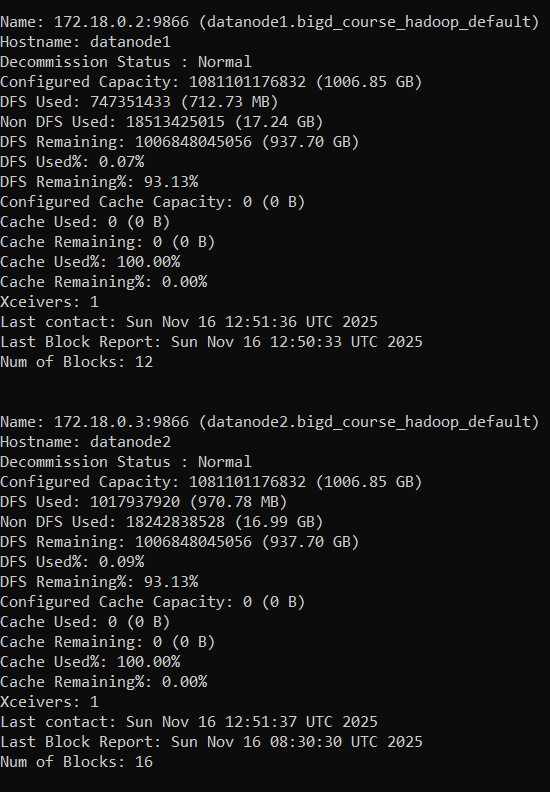 Name: 172.18.0.2:9866 (datanode1.bigd_course_hadoop_default)
Hostname: datanode1
Decommission Status : Normal
Configured Capacity: 1081101176832 (1006.85 GB)
DFS Used: 747351433 (712.73 MB)
Non DFS Used: 18513425015 (17.24 GB)
DFS Remaining: 1006848045056 (937.70 GB)
DFS Used%: 0.07%
DFS Remaining%: 93.13%
Configured Cache Capacity: 0 (0 B)
Cache Used: 0 (0 B)
Cache Remaining: 0 (0 B)
Cache Used%: 100.00%
Cache Remaining%: 0.00%
Xceivers: 1
Last contact: Sun Nov 16 12:51:36 UTC 2025
Last Block Report: Sun Nov 16 12:50:33 UTC 2025
Num of Blocks: 12
Name: 172.18.0.3:9866 (datanode2.bigd_course_hadoop_default)
Hostname: datanode2
Decommission Status : Normal
Configured Capacity: 1081101176832 (1006.85 GB)
DFS Used: 1017937920 (970.78 MB)
Non DFS Used: 18242838528 (16.99 GB)
DFS Remaining: 1006848045056 (937.70 GB)
DFS Used%: 0.09%
DFS Remaining%: 93.13%
Configured Cache Capacity: 0 (0 B)
Cache Used: 0 (0 B)
Cache Remaining: 0 (0 B)
Cache Used%: 100.00%
Cache Remaining%: 0.00%
Xceivers: 1
Last contact: Sun Nov 16 12:51:37 UTC 2025
Last Block Report: Sun Nov 16 08:30:30 UTC 2025
Num of Blocks: 16